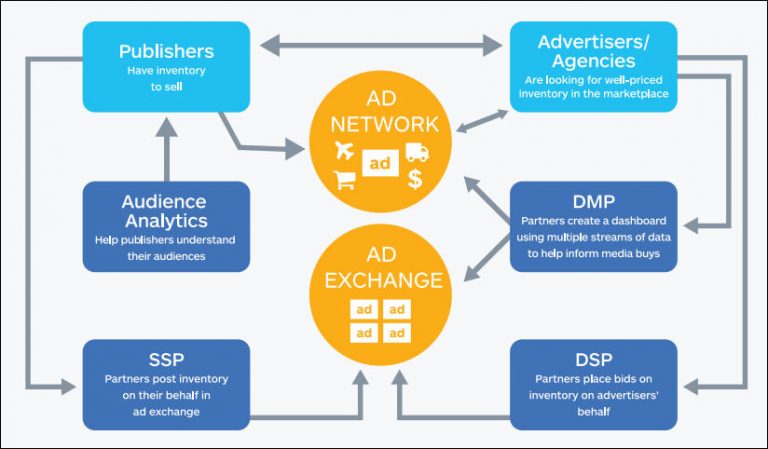 Publishers
Have inventory
to sell
Advertisers/
Agencies
Are looking for well-priced
inventory in the marketplace
AD
NETWORK
ad
$
Audience
Analytics
Help publishers understand
their audiences
DMP
Partners create a dashboard
using multiple streams of data
to help inform media buys
AD
EXCHANGE
ad ad
ad ad
SSP
Partners post inventory
on their behalf in
ad exchange
DSP
Partners place bids on
inventory on advertisers'
behalf